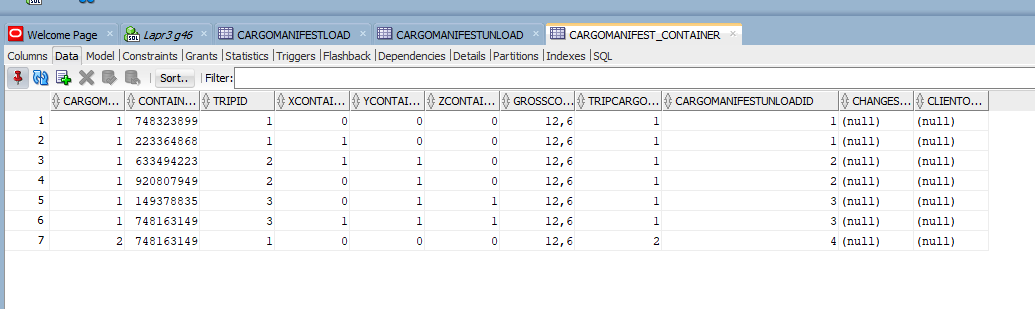 SQL
Welcome Page Lapr3 g46 CARGOMANIFESTLOAD CARGOMANIFESTUNLOAD CARGOMANIFEST_CONTAINER
Columns Data Model Constraints Grants Statistics Triggers Flashback Dependencies Details Partitions Indexes SQL
Sort.. Filter:
CARGOM... CONTAIN... TRIPID XCONTAI... YCONTAI... ZCONTAI... GROSSCO... TRIPCARGO... CARGOMANIFESTUNLOADID CHANGES... CLIENTO...
1 1 748323899 1 0 0 0 12,6 1 1 (null) (null)
2 1 223364868 1 1 0 0 12,6 1 1 (null) (null)
3 1 633494223 2 1 1 0 12,6 1 2 (null) (null)
4 1 920807949 2 0 1 0 12,6 1 2 (null) (null)
5 1 149378835 3 0 1 1 12,6 1 3 (null) (null)
6 1 748163149 3 1 1 1 12,6 1 3 (null) (null)
7 2 748163149 1 0 0 0 12,6 2 4 (null) (null)